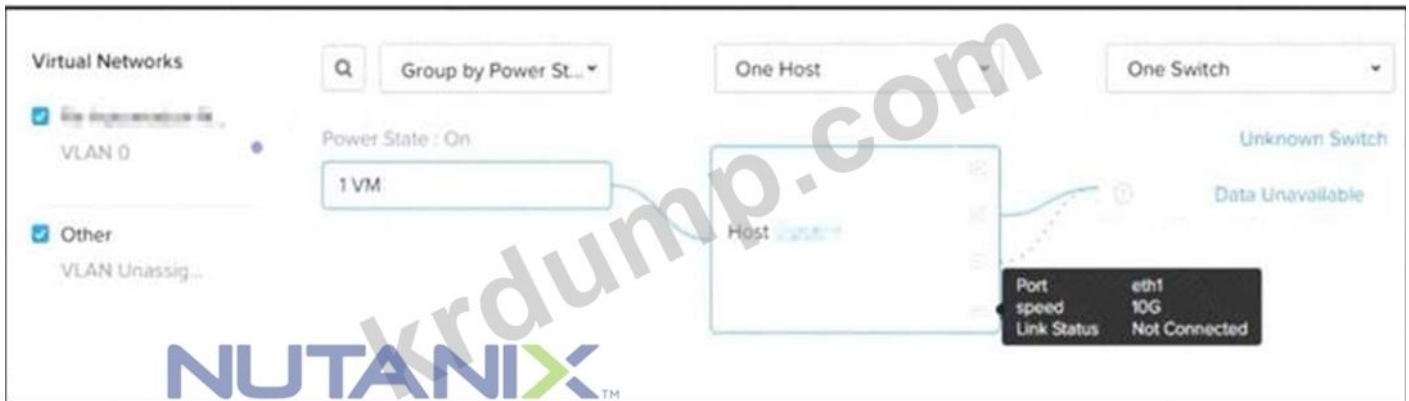 Virtual Networks
VLAN 0
Other
VLAN Unassig...
Group by Power St...
Power State : On
1 VM
One Host
Host
One Switch
Unknown Switch
Data Unavailable
Port eth1
speed 10G
Link Status Not Connected
krdump.com
NUTANIX™